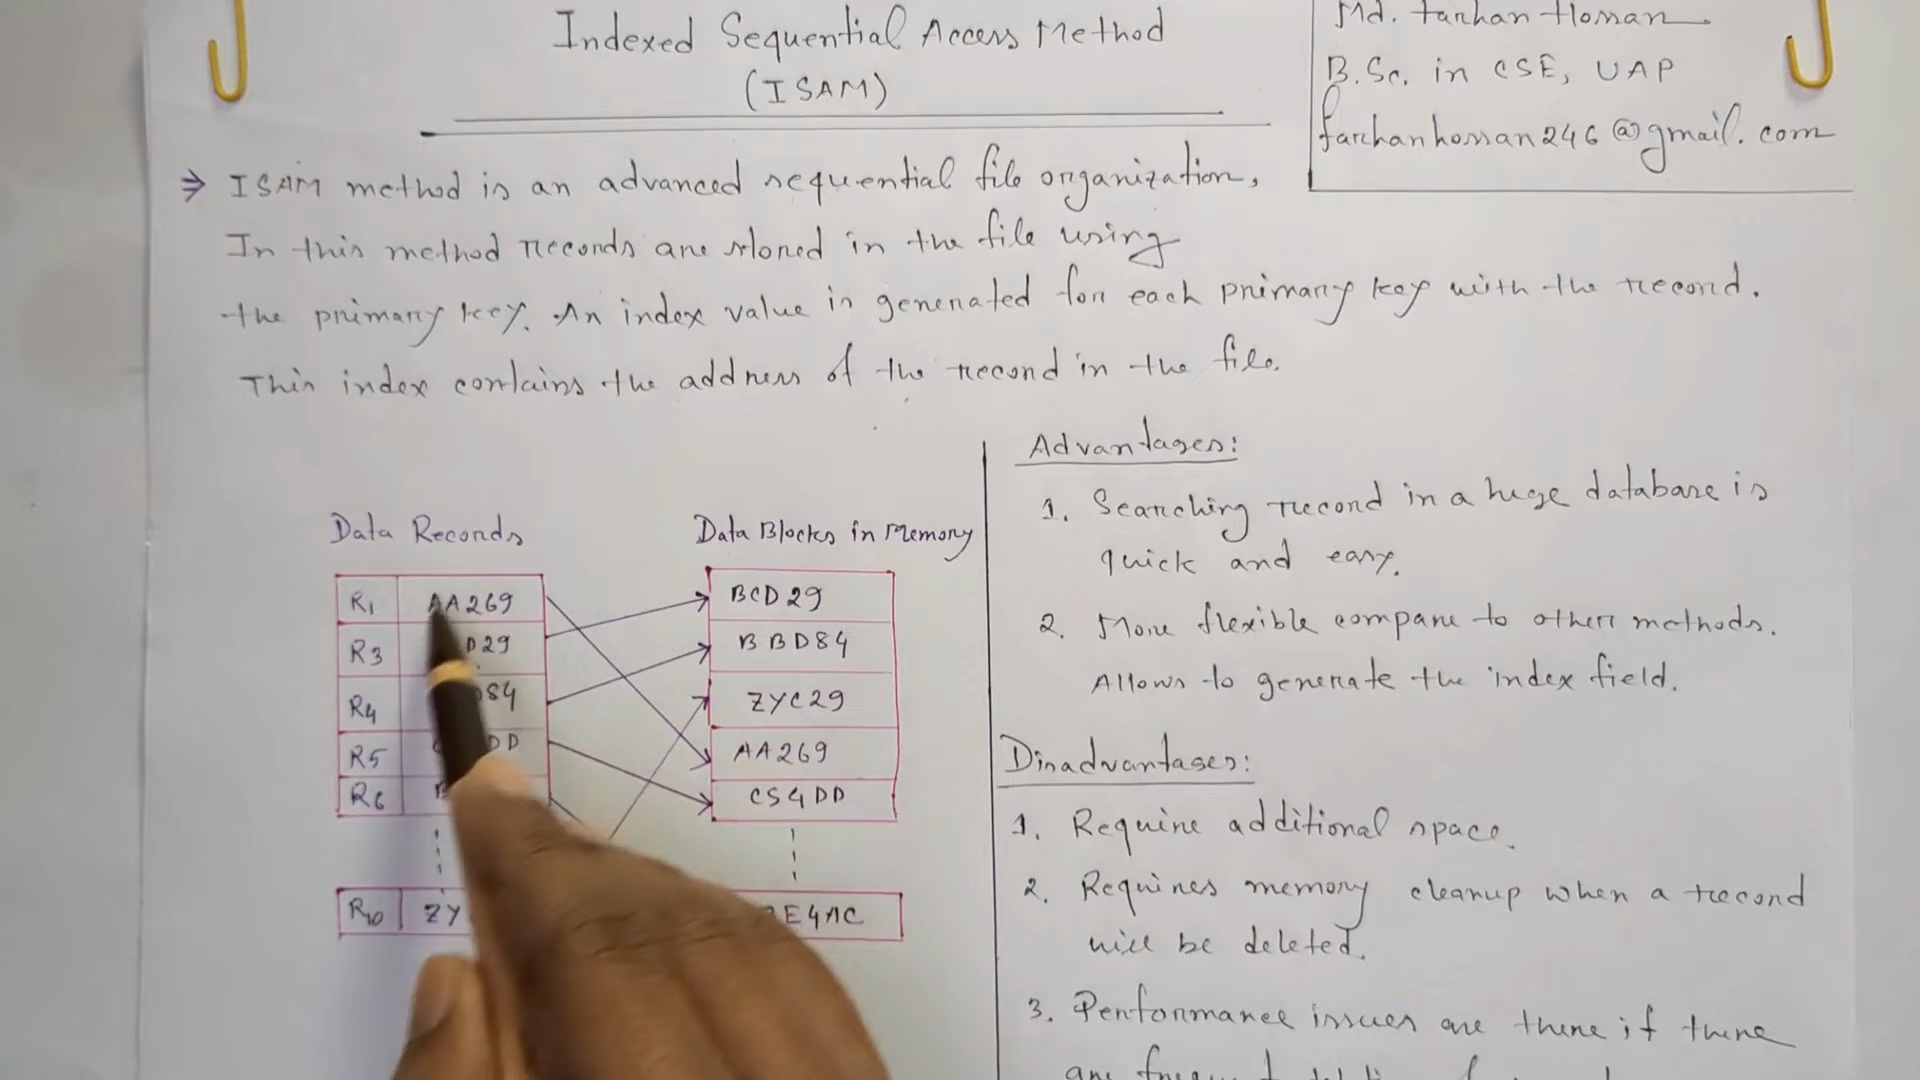 Indexed Sequential Access Method
(ISAM)
Md. Farhan Hossan.
B.Sc. in CSE, UAP
farhanhossan246@gmail.com
⇒ ISAM method is an advanced sequential file organization,
In this method records are stored in the file using
the primary key. An index value is generated for each primary key with the record.
This index contains the address of the record in the file.
Data Records
R1 AA269
R3 D29
R4 D84
R5 DD
R6
R10 ZY
Data Blocks in Memory
BCD29
BBD84
ZYC29
AA269
CS4DD
E4MC
Advantages:
1. Searching record in a huge database is
quick and easy.
2. More flexible compare to other methods.
Allows to generate the index field.
Disadvantages:
1. Require additional space.
2. Requires memory cleanup when a record
will be deleted.
3. Performance issues are there if there
are